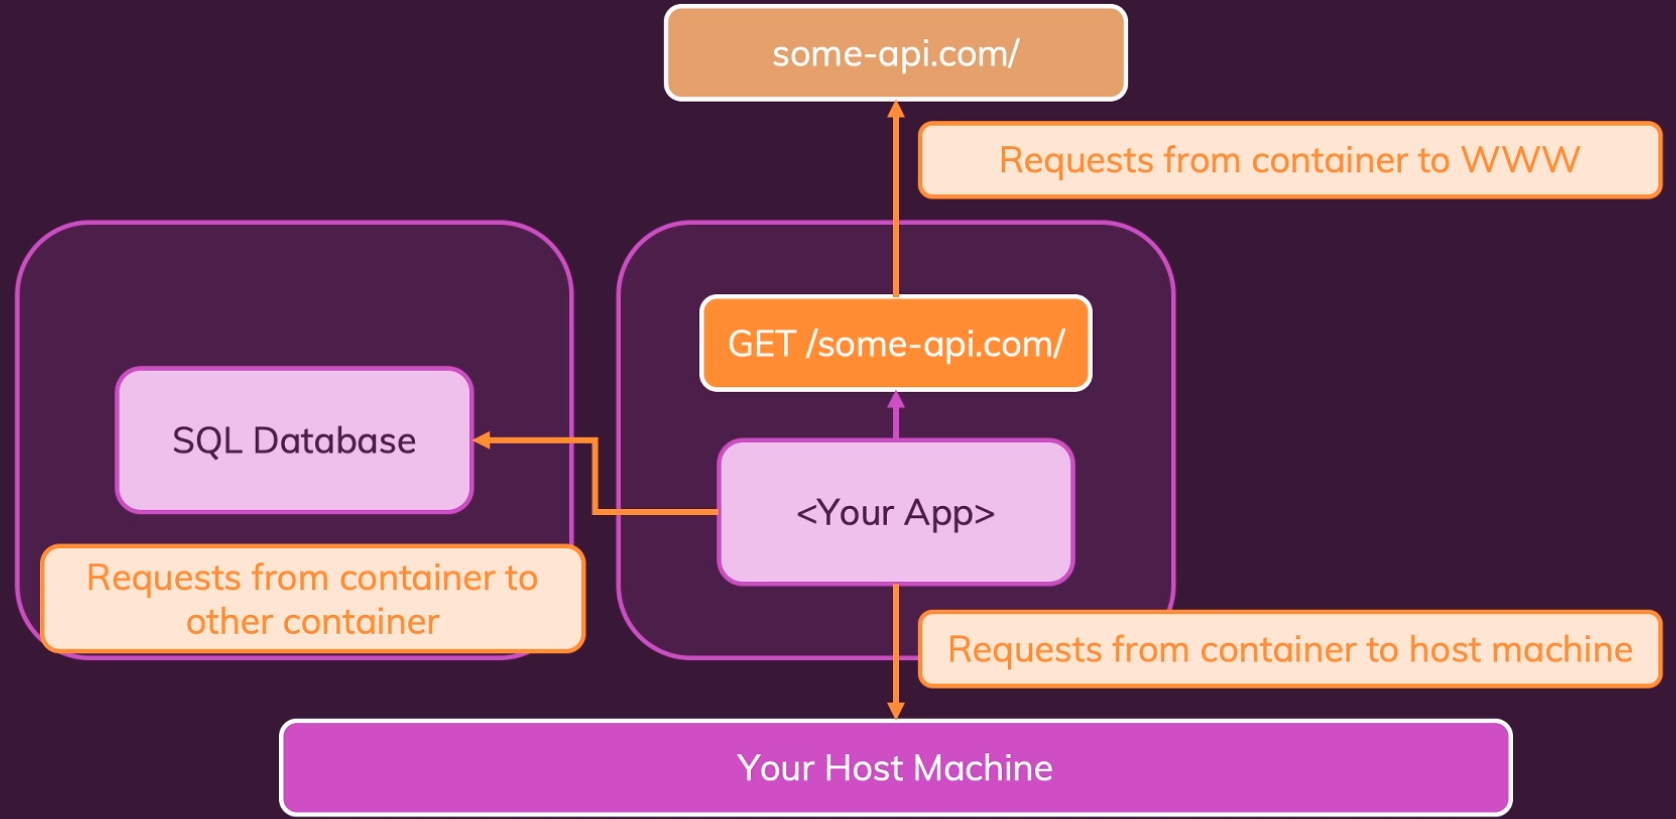 some-api.com/
Requests from container to WWW
GET /some-api.com/
SQL Database
<Your App>
Requests from container to
other container
Requests from container to host machine
Your Host Machine